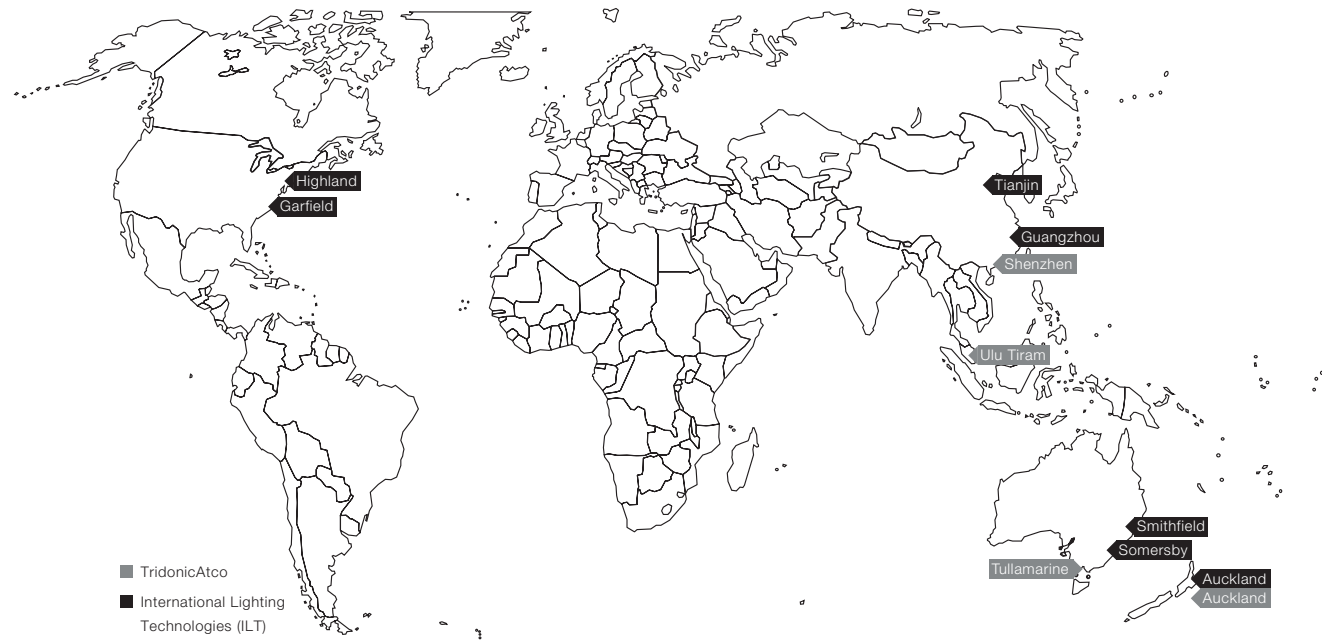 Highland
Garfield
Tianjin
Guangzhou
Shenzhen
Ulu Tiram
Smithfield
Somersby
Tullamarine
Auckland
Auckland
TridonicAtco
International Lighting
Technologies (ILT)